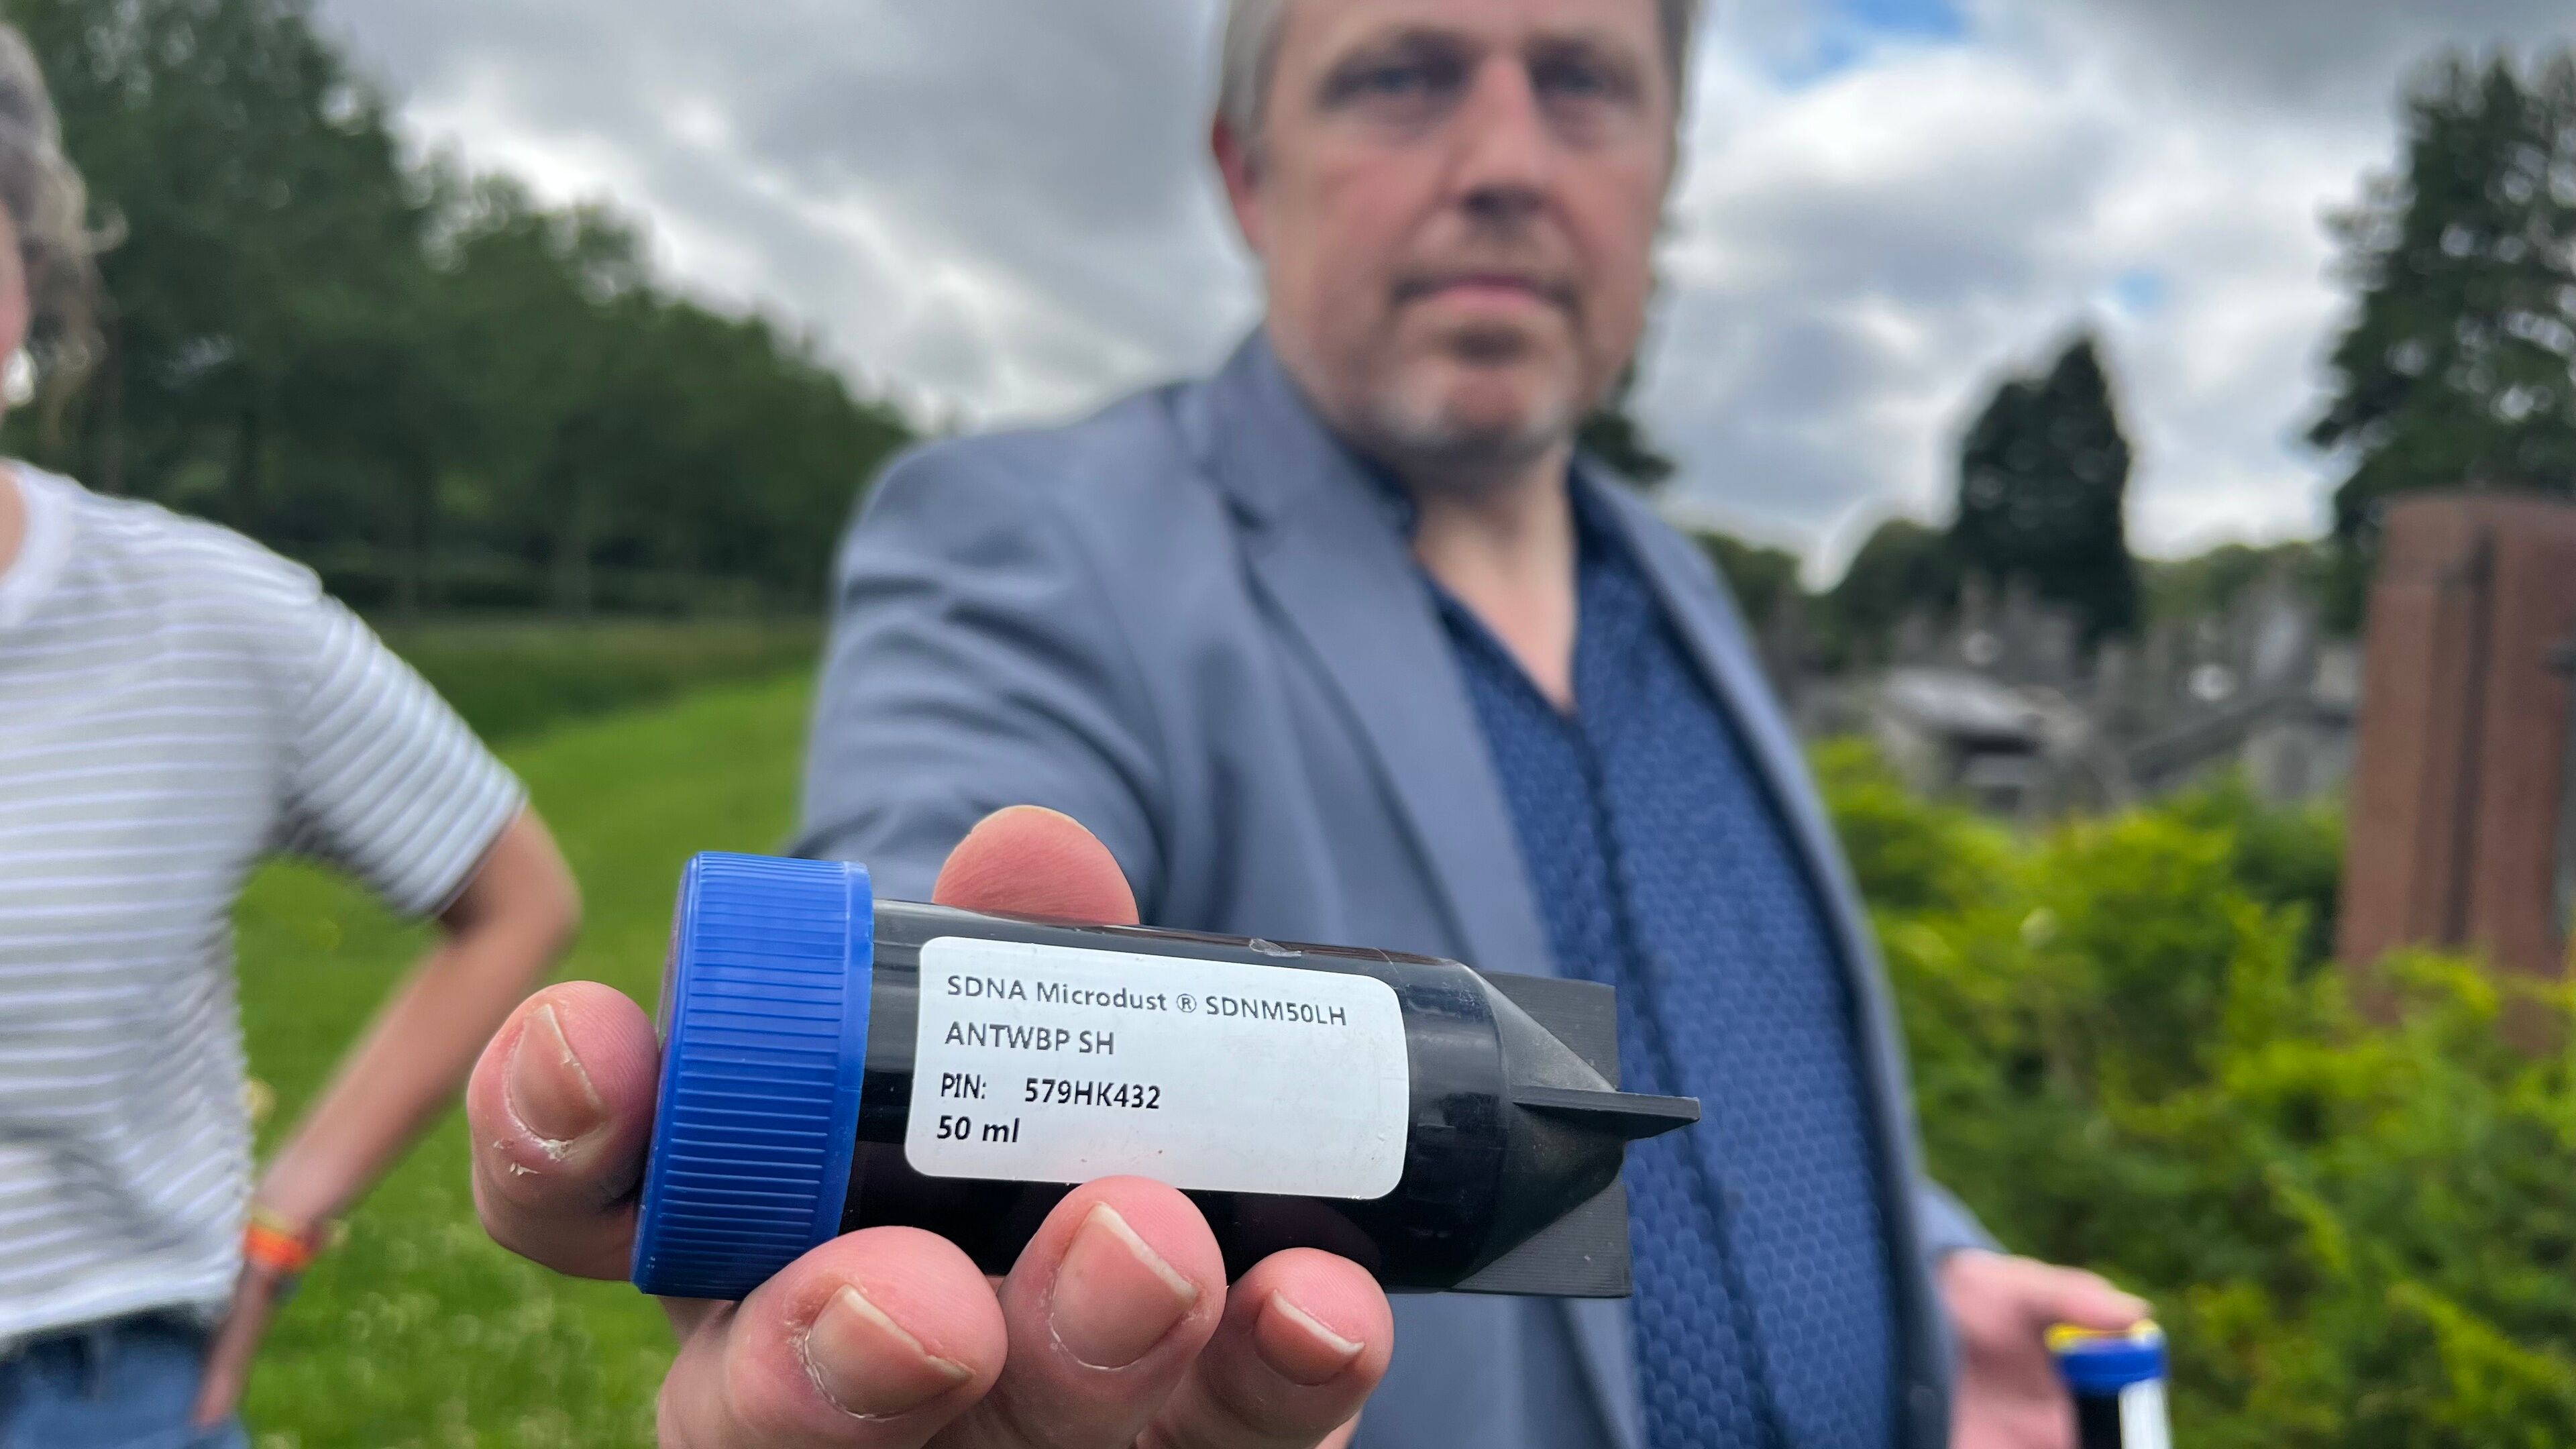 SDNA Microdust ® SDNM50LH
ANTWBP SH
PIN: 579HK432
50 ml